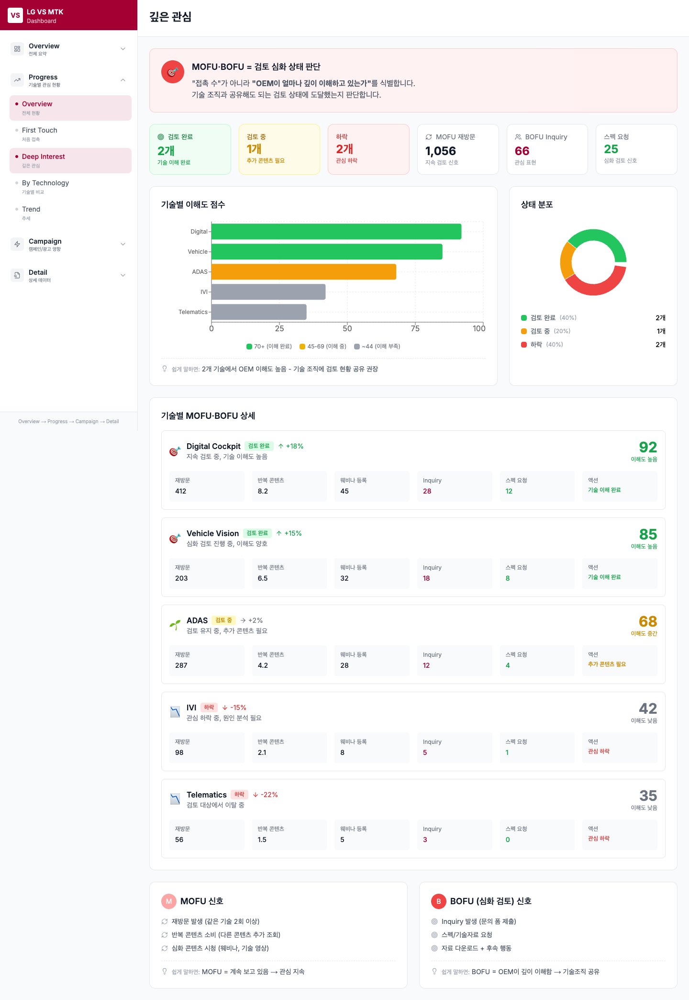 VS
LG VS MTK
Dashboard
Overview
전체 요약
Progress
기술별 관심 현황
Overview
전체 현황
First Touch
처음 접촉
Deep Interest
깊은 관심
By Technology
기술별 비교
Trend
추세
Campaign
캠페인/광고 영향
Detail
상세 데이터
Overview → Progress → Campaign → Detail
깊은 관심
MOFU·BOFU = 검토 심화 상태 판단
"접촉 수"가 아니라 "OEM이 얼마나 깊이 이해하고 있는가"를 식별합니다.
기술 조직과 공유해도 되는 검토 상태에 도달했는지 판단합니다.
검토 완료
2개
기술 이해 완료
검토 중
1개
추가 콘텐츠 필요
하락
2개
관심 하락
MOFU 재방문
1,056
지속 검토 신호
BOFU Inquiry
66
관심 표현
스펙 요청
25
심화 검토 신호
기술별 이해도 점수
Digital
Vehicle
ADAS
IVI
Telematics
0 25 50 75 100
70+ (이해 완료) 45-69 (이해 중) ~44 (이해 부족)
쉽게 말하면: 2개 기술에서 OEM 이해도 높음 - 기술 조직에 검토 현황 공유 권장
상태 분포
검토 완료 (40%) 2개
검토 중 (20%) 1개
하락 (40%) 2개
기술별 MOFU·BOFU 상세
Digital Cockpit 검토 완료 ↑ +18%
지속 검토 중, 기술 이해도 높음
92
이해도 높음
재방문
412
반복 콘텐츠
8.2
웨비나 등록
45
Inquiry
28
스펙 요청
12
액션
기술 이해 완료
Vehicle Vision 검토 완료 ↑ +15%
심화 검토 진행 중, 이해도 양호
85
이해도 높음
재방문
203
반복 콘텐츠
6.5
웨비나 등록
32
Inquiry
18
스펙 요청
8
액션
기술 이해 완료
ADAS 검토 중 → +2%
검토 유지 중, 추가 콘텐츠 필요
68
이해도 중간
재방문
287
반복 콘텐츠
4.2
웨비나 등록
28
Inquiry
12
스펙 요청
4
액션
추가 콘텐츠 필요
IVI 하락 ↓ -15%
관심 하락 중, 원인 분석 필요
42
이해도 낮음
재방문
98
반복 콘텐츠
2.1
웨비나 등록
8
Inquiry
5
스펙 요청
1
액션
관심 하락
Telematics 하락 ↓ -22%
검토 대상에서 이탈 중
35
이해도 낮음
재방문
56
반복 콘텐츠
1.5
웨비나 등록
5
Inquiry
3
스펙 요청
0
액션
관심 하락
M MOFU 신호
재방문 발생 (같은 기술 2회 이상)
반복 콘텐츠 소비 (다른 콘텐츠 추가 조회)
심화 콘텐츠 시청 (웨비나, 기술 영상)
쉽게 말하면: MOFU = 계속 보고 있음 → 관심 지속
B BOFU (심화 검토) 신호
Inquiry 발생 (문의 폼 제출)
스펙/기술자료 요청
자료 다운로드 + 후속 행동
쉽게 말하면: BOFU = OEM이 깊이 이해함 → 기술조직 공유